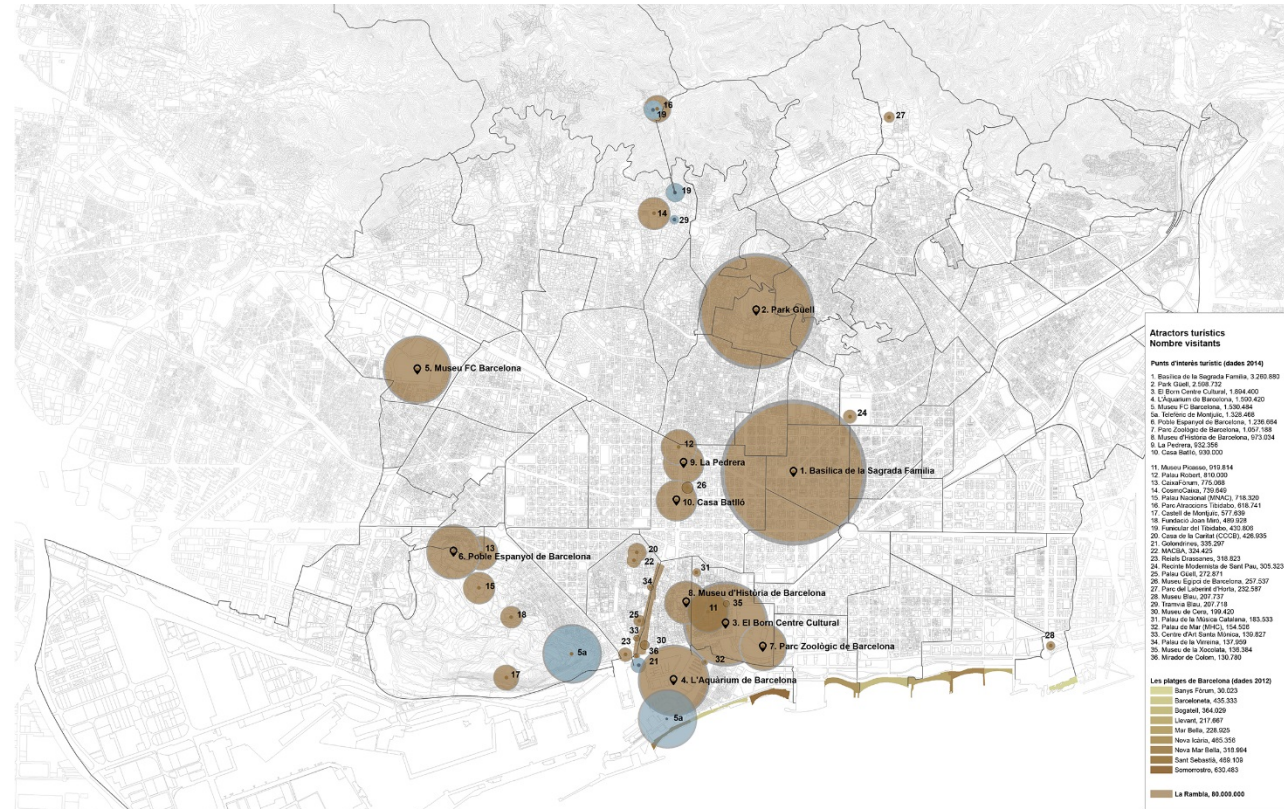 16
19
27
19
14
29
2. Park Güell
5. Museu FC Barcelona
24
12
9. La Pedrera
1. Basílica de la Sagrada Família
26
10. Casa Batlló
6. Poble Espanyol de Barcelona
13
20
22
31
15
34
8. Museu d'Història de Barcelona
35
11
18
25
3. El Born Centre Cultural
33
30
28
23
36
7. Parc Zoològic de Barcelona
5a
21
32
17
4. L'Aquàrium de Barcelona
5a
Atractors turístics
Nombre visitants
Punts d'interès turístic (dades 2014)
1. Basílica de la Sagrada Família, 3.260.880
2. Park Güell, 2.598.732
3. El Born Centre Cultural, 1.894.400
4. L'Aquarium de Barcelona, 1.590.420
5. Museu FC Barcelona, 1.530.484
5a. Telefèric de Montjuïc, 1.328.466
6. Poble Espanyol de Barcelona, 1.236.664
7. Parc Zoològic de Barcelona, 1.057.188
8. Museu d'Història de Barcelona, 973.034
9. La Pedrera, 932.356
10. Casa Batlló, 930.000
11. Museu Picasso, 919.814
12. Palau Robert, 810.000
13. CaixaFòrum, 775.068
14. CosmoCaixa, 739.649
15. Palau Nacional (MNAC), 718.320
16. Parc Atraccions Tibidabo, 618.741
17. Castell de Montjuïc, 577.639
18. Fundació Joan Miró, 489.928
19. Funicular del Tibidabo, 430.806
20. Casa de la Caritat (CCCB), 426.935
21. Golondrines, 335.297
22. MACBA, 324.425
23. Reials Drassanes, 318.823
24. Recinte Modernista de Sant Pau, 305.323
25. Palau Güell, 272.871
26. Museu Egipci de Barcelona, 257.537
27. Parc del Laberint d'Horta, 232.587
28. Museu Blau, 207.737
29. Tramvia Blau, 207.718
30. Museu de Cera, 199.420
31. Palau de la Música Catalana, 183.533
32. Palau de Mar (MHC), 154.506
33. Centre d'Art Santa Mònica, 139.827
34. Palau de la Virreina, 137.959
35. Museu de la Xocolata, 136.384
36. Mirador de Colom, 130.780
Les platges de Barcelona (dades 2012)
Banys Fòrum, 30.023
Barceloneta, 435.333
Bogatell, 364.029
Llevant, 217.667
Mar Bella, 228.925
Nova Icària, 465.356
Nova Mar Bella, 318.994
Sant Sebastià, 469.109
Somorrostro, 630.483
La Rambla, 80.000.000